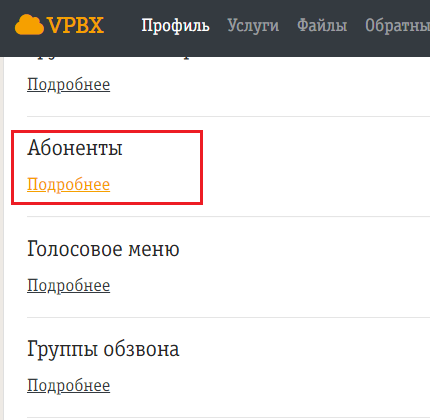 VPBX Профиль Услуги Файлы
Подробнее
Абоненты
Подробнее
Голосовое меню
Подробнее
Группы обзвона
Подробнее